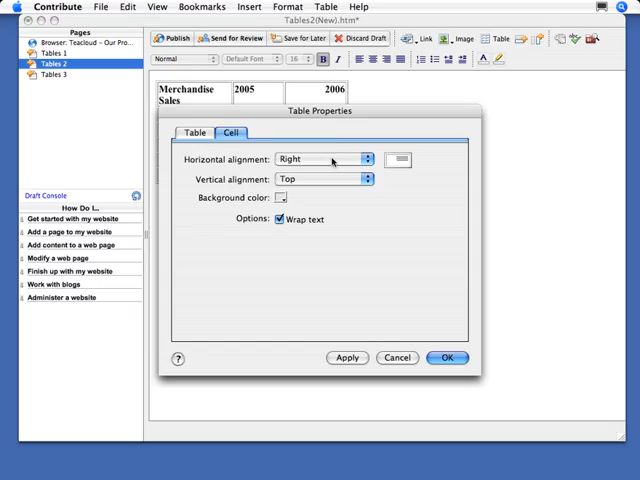 Contribute File Edit View Bookmarks Insert Format Table Help
Tables2(New).htm*
Pages
Browser: Teacloud - Our Pro...
Tables 1
Tables 2
Tables 3
Draft Console
How Do I...
Get started with my website
Add a page to my website
Add content to a web page
Modify a web page
Finish up with my website
Work with blogs
Administer a website
Publish Send for Review Save for Later Discard Draft Link Image Table
Normal Default Font 16 B I
Merchandise 2005 2006
Sales
Table Properties
Table Cell
Horizontal alignment: Right
Vertical alignment: Top
Background color:
Options: Wrap text
? Apply Cancel OK